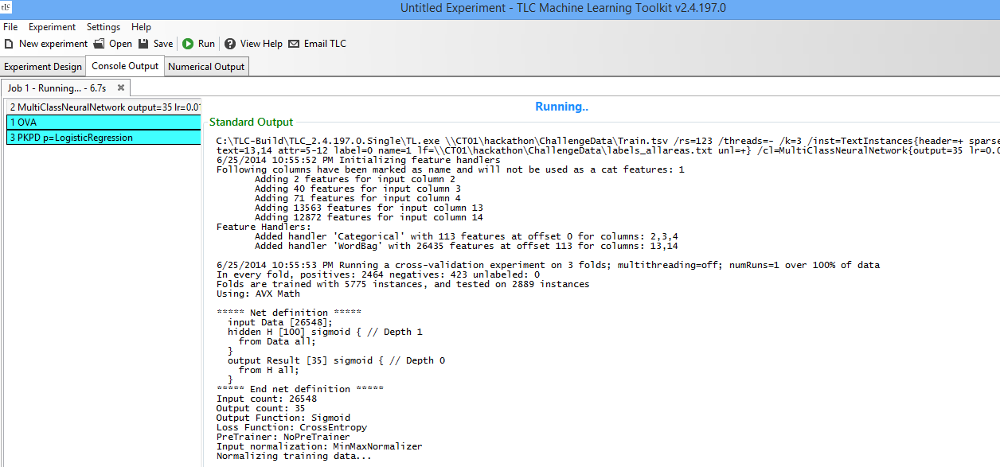 tLC
Untitled Experiment - TLC Machine Learning Toolkit v2.4.197.0
File Experiment Settings Help
New experiment Open Save Run View Help Email TLC
Experiment Design Console Output Numerical Output
Job 1 - Running... - 6.7s
2 MultiClassNeuralNetwork output=35 lr=0.01
1 OVA
3 PKPD p=LogisticRegression
Running..
Standard Output
C:\TLC-Build\TLC_2.4.197.0.Single\TL.exe \\CT01\hackathon\ChallengeData\Train.tsv /rs=123 /threads=- /k=3 /inst=TextInstances{header=+ sparse
text=13,14 attr=5-12 label=0 name=1 lf=\\CT01\hackathon\ChallengeData\labels_allareas.txt unl=+} /cl=MultiClassNeuralNetwork{output=35 lr=0.0
6/25/2014 10:55:52 PM Initializing feature handlers
Following columns have been marked as name and will not be used as a cat features: 1
Adding 2 features for input column 2
Adding 40 features for input column 3
Adding 71 features for input column 4
Adding 13563 features for input column 13
Adding 12872 features for input column 14
Feature Handlers:
Added handler 'Categorical' with 113 features at offset 0 for columns: 2,3,4
Added handler 'WordBag' with 26435 features at offset 113 for columns: 13,14
6/25/2014 10:55:53 PM Running a cross-validation experiment on 3 folds; multithreading=off; numRuns=1 over 100% of data
In every fold, positives: 2464 negatives: 423 unlabeled: 0
Folds are trained with 5775 instances, and tested on 2889 instances
Using: AVX Math
***** Net definition *****
input Data [26548];
hidden H [100] sigmoid { // Depth 1
from Data all;
}
output Result [35] sigmoid { // Depth 0
from H all;
}
***** End net definition *****
Input count: 26548
Output count: 35
Output Function: Sigmoid
Loss Function: CrossEntropy
PreTrainer: NoPreTrainer
Input normalization: MinMaxNormalizer
Normalizing training data...